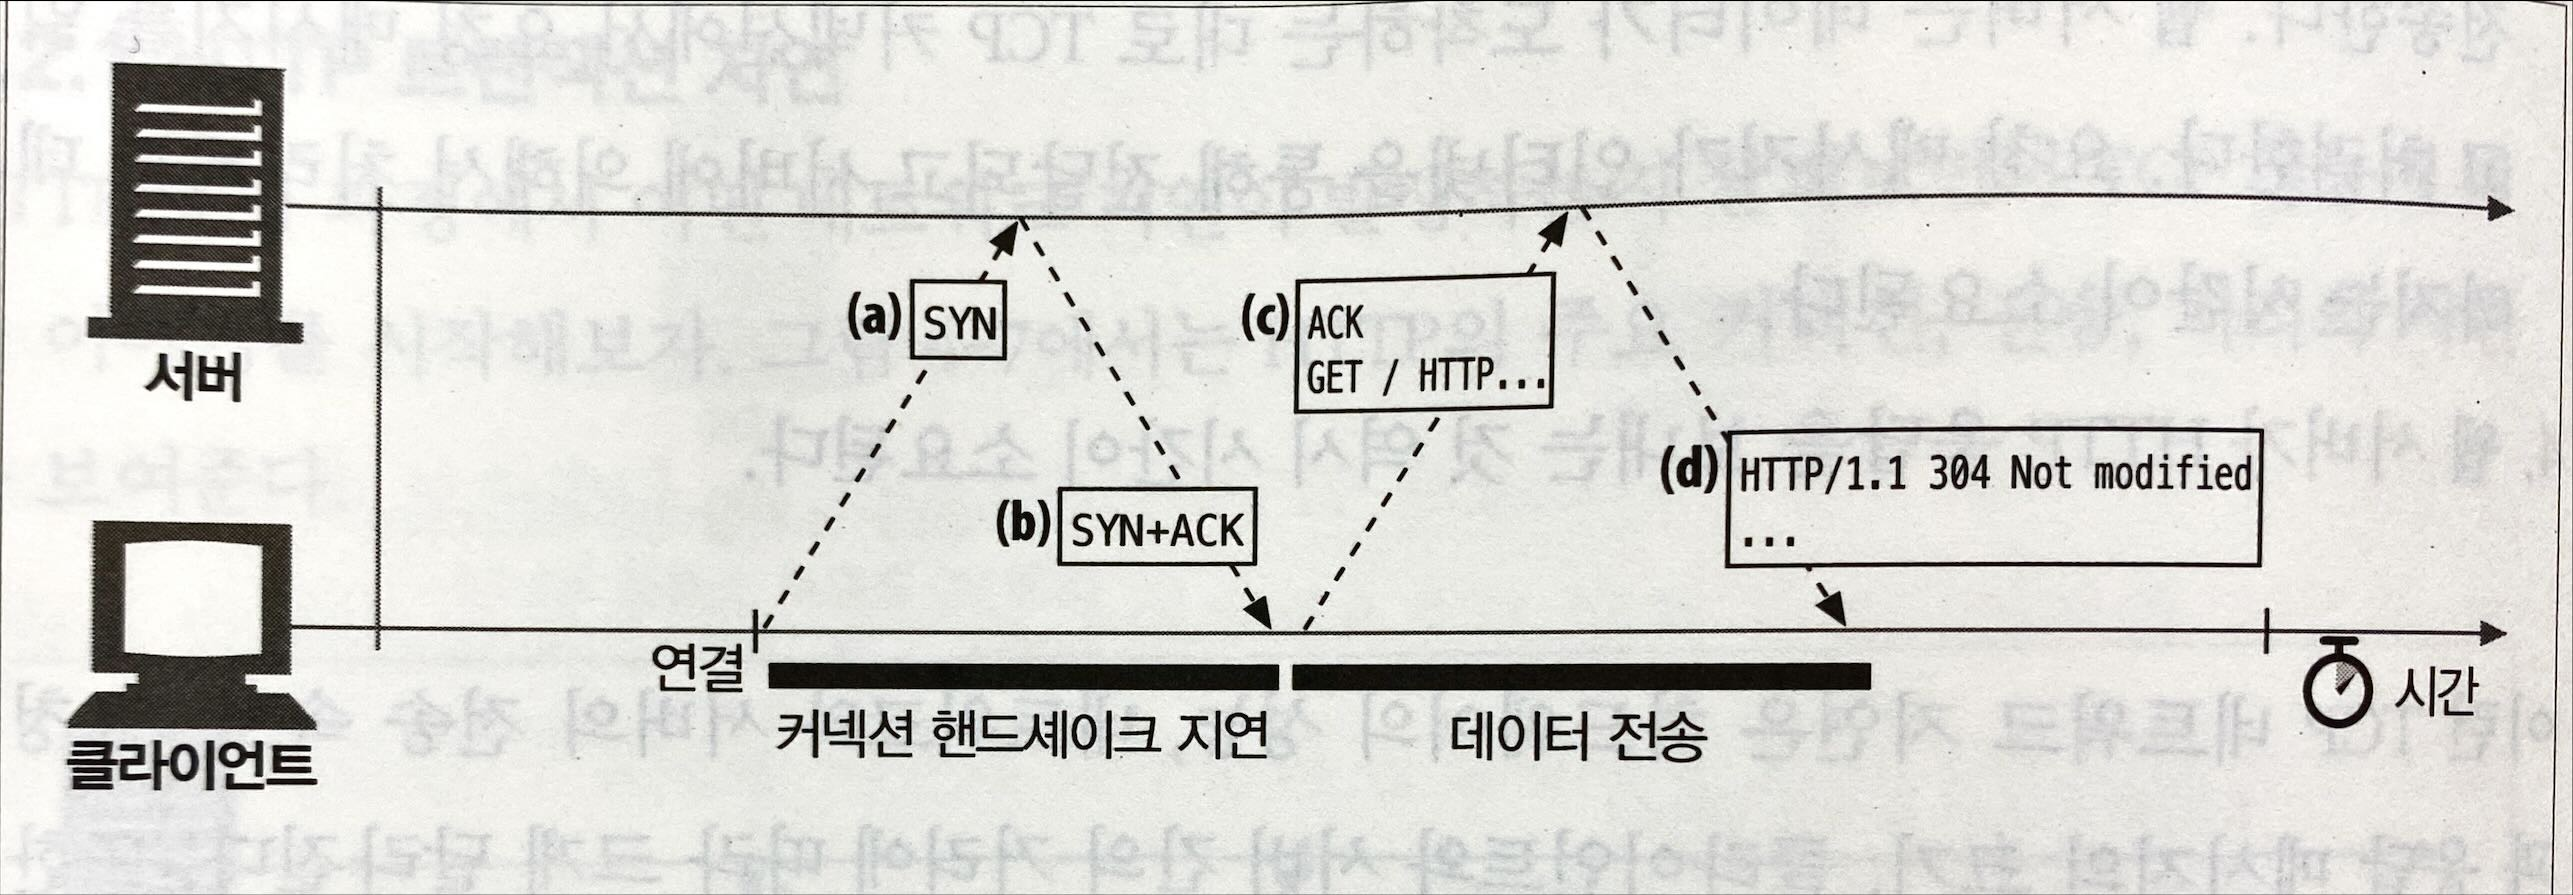 서버
(a) SYN
(c) ACK
GET / HTTP...
(b) SYN+ACK
(d) HTTP/1.1 304 Not modified
...
연결
시간
커넥션 핸드셰이크 지연
데이터 전송
클라이언트